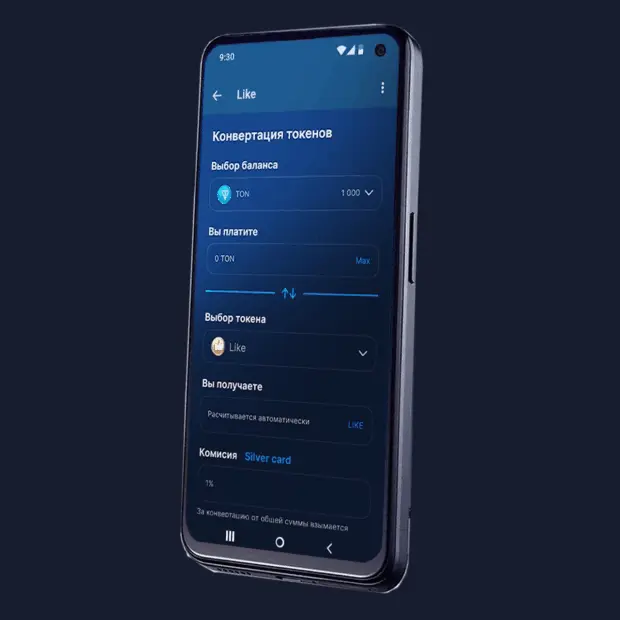 9:30
Like
Конвертация токенов
Выбор баланса
TON 1 000
Вы платите
0 TON Max
Выбор токена
Like
Вы получаете
Расчитывается автоматически LIKE
Комисия Silver card
1%
За конвертацию от общей суммы взымается